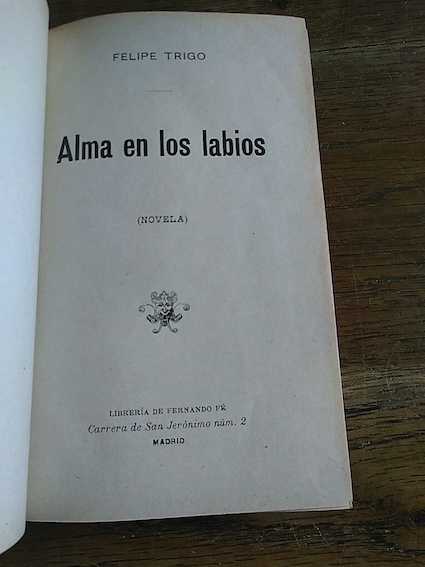 FELIPE TRIGO
Alma en los labios
(NOVELA)
LIBRERÍA DE FERNANDO FÉ
Carrera de San Jerónimo núm. 2
MADRID